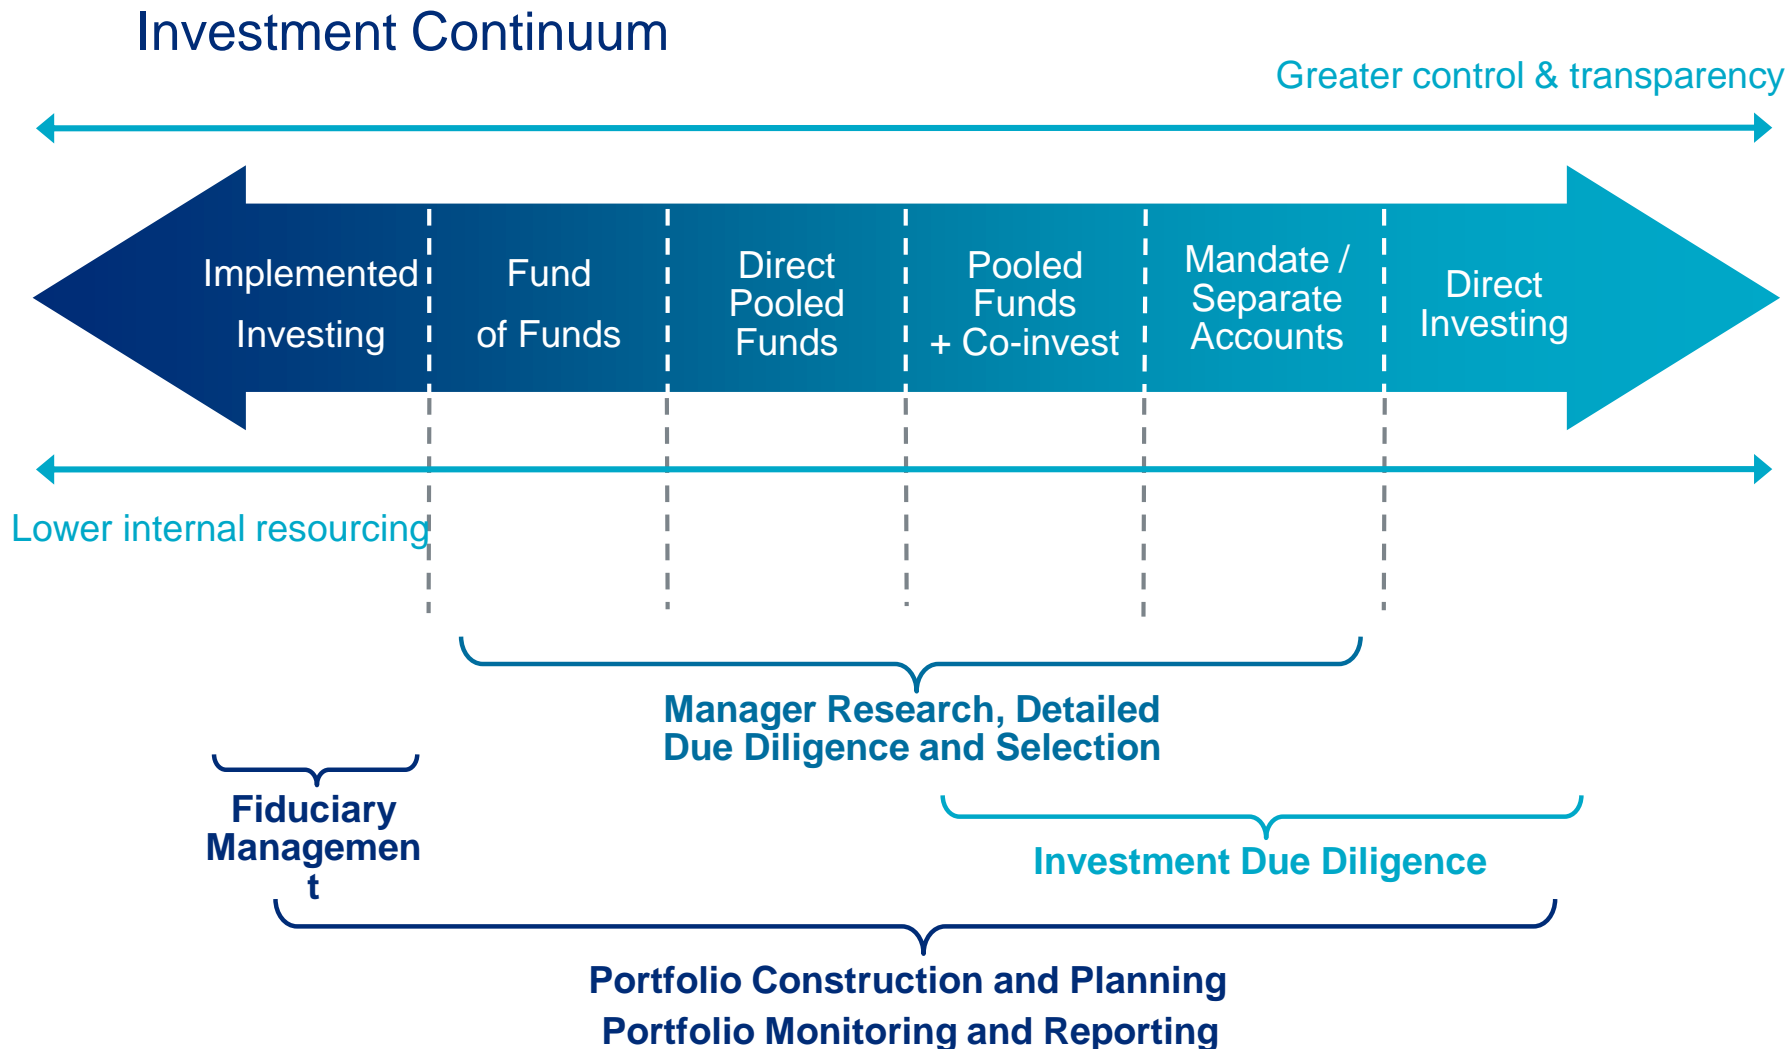 Investment Continuum
Greater control & transparency
Implemented
Investing
Fund
of Funds
Direct
Pooled
Funds
Pooled
Funds
+ Co-invest
Mandate /
Separate
Accounts
Direct
Investing
Lower internal resourcing
Manager Research, Detailed
Due Diligence and Selection
Fiduciary
Managemen
t
Investment Due Diligence
Portfolio Construction and Planning
Portfolio Monitoring and Reporting